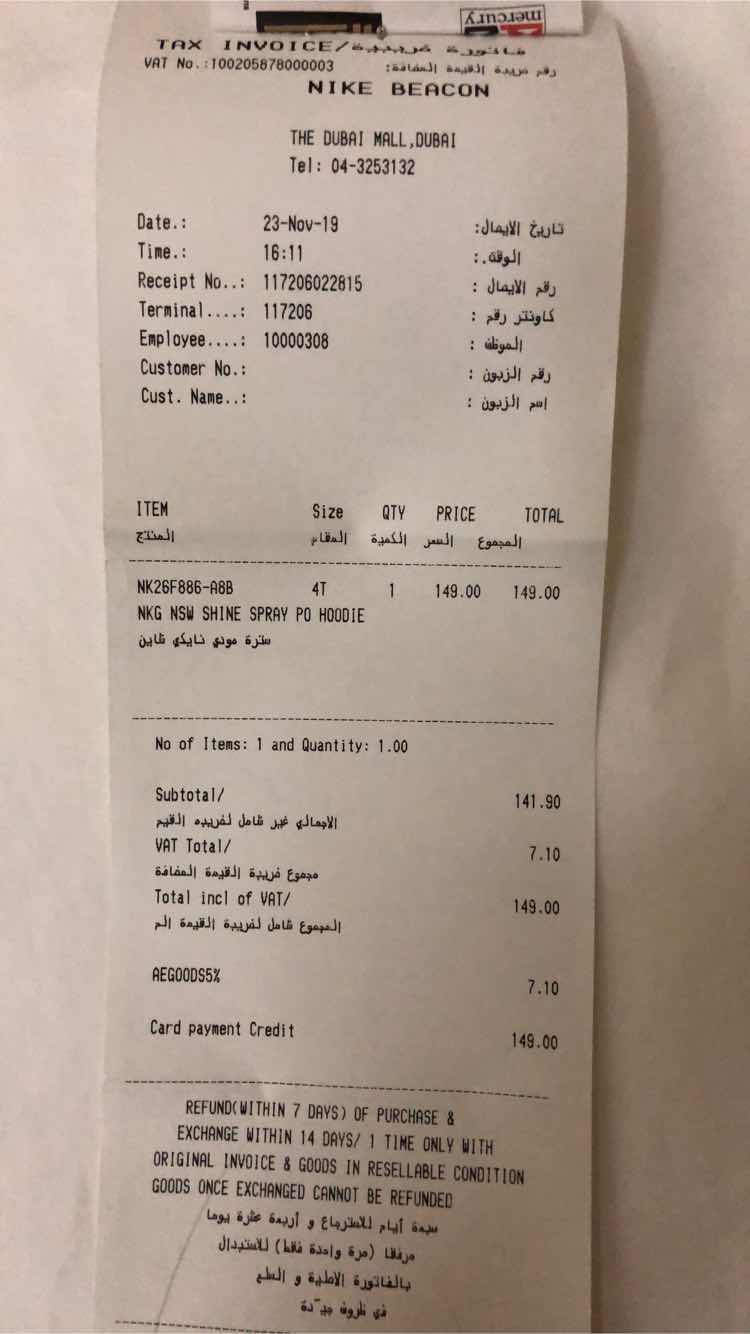 mercury
TAX INVOICE/فاتورة ضريبية
VAT No.:100205878000003 رقم ضريبة القيمة المضافة:
NIKE BEACON
THE DUBAI MALL,DUBAI
Tel: 04-3253132
Date.: 23-Nov-19 تاريخ الايمال:
Time.: 16:11 الوقت.:
Receipt No..: 117206022815 رقم الايمال :
Terminal....: 117206 كاونتر رقم :
Employee....: 10000308 الموظف :
Customer No.: رقم الزبون :
Cust. Name..: اسم الزبون :
ITEM Size QTY PRICE TOTAL
المنتج المقام الكمية السعر المجموع
NK26F886-A8B 4T 1 149.00 149.00
NKG NSW SHINE SPRAY PO HOODIE
سترة مودي نايكي شاين
No of Items: 1 and Quantity: 1.00
Subtotal/ 141.90
الاجمالي غير شامل لضريبه القيم
VAT Total/ 7.10
مجموع ضريبة القيمة المضافة
Total incl of VAT/ 149.00
المجموع شامل لضريبة القيمة الم
AEGOODS5% 7.10
Card payment Credit 149.00
REFUND(WITHIN 7 DAYS) OF PURCHASE &
EXCHANGE WITHIN 14 DAYS/ 1 TIME ONLY WITH
ORIGINAL INVOICE & GOODS IN RESELLABLE CONDITION
GOODS ONCE EXCHANGED CANNOT BE REFUNDED
سبعة أيام للاسترجاع و أربعة عشرة يوما
مرفقا (مرة واحدة فقط) للاستبدال
بالفاتورة الاصلية و السلع
في ظروف جيّدة